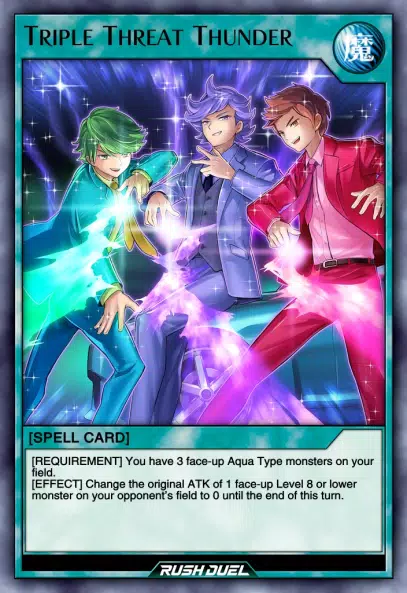 TRIPLE THREAT THUNDER
魔
[SPELL CARD]
[REQUIREMENT] You have 3 face-up Aqua Type monsters on your
field.
[EFFECT] Change the original ATK of 1 face-up Level 8 or lower
monster on your opponent's field to 0 until the end of this turn.
RUSH DUEL